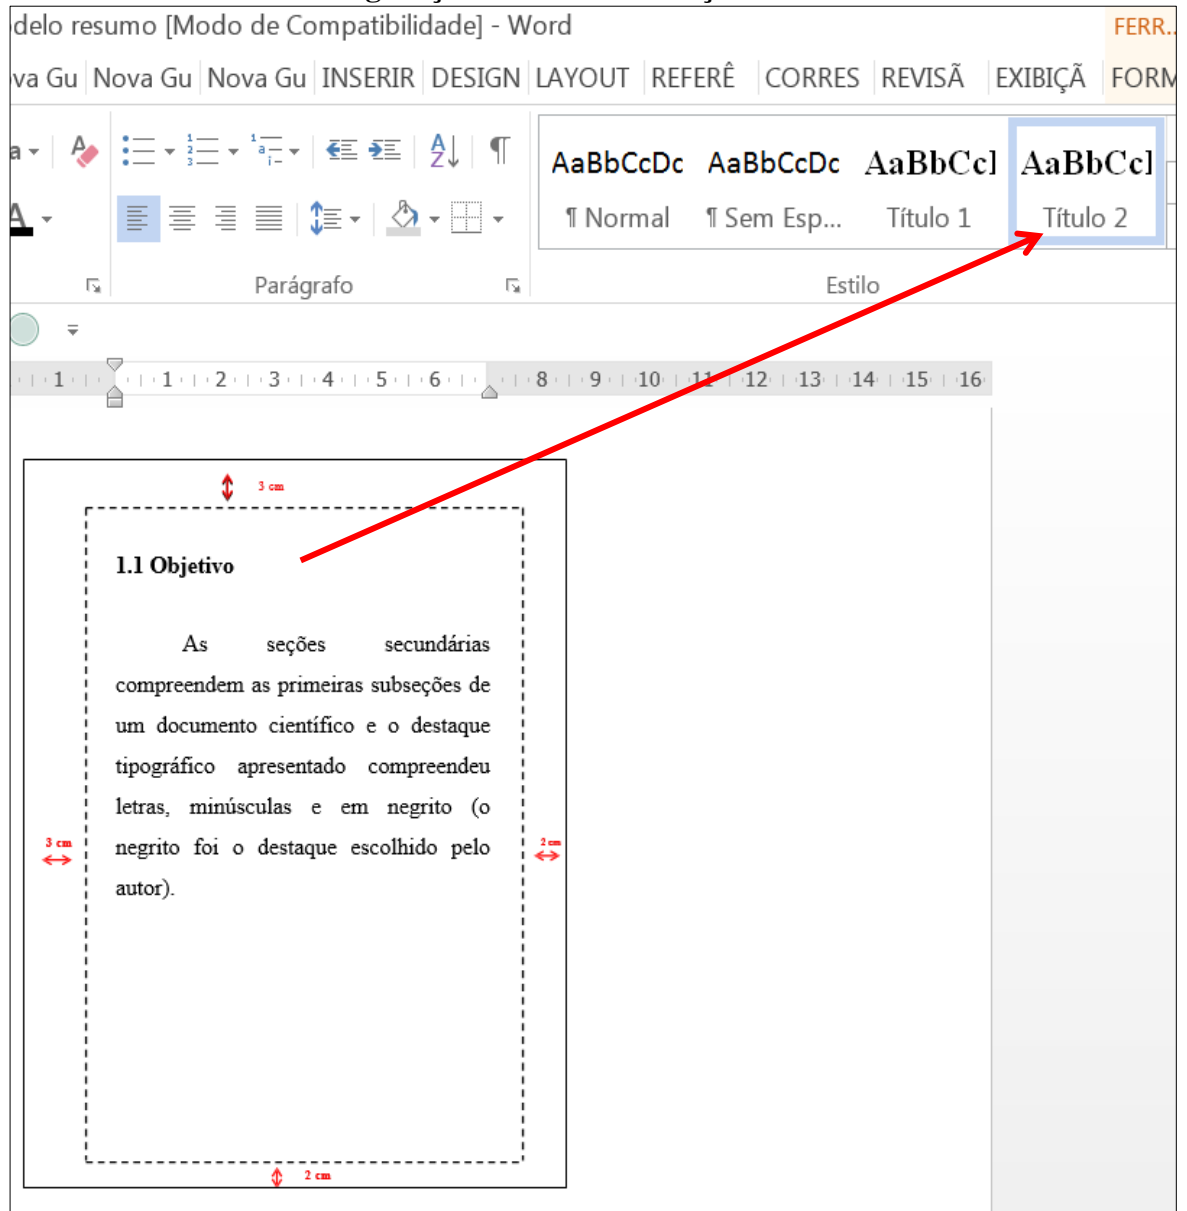 delo resumo [Modo de Compatibilidade] - Word
FERR...
va Gu Nova Gu Nova Gu INSERIR DESIGN LAYOUT REFERÊ CORRES REVISÃ EXIBIÇÃ FORM
AaBbCcDc AaBbCcDc AaBbCcl AaBbCcl
¶ Normal ¶ Sem Esp... Título 1 Título 2
Parágrafo Estilo
1 1 2 3 4 5 6 8 9 10 11 12 13 14 15 16
3 cm
1.1 Objetivo
As seções secundárias
compreendem as primeiras subseções de
um documento científico e o destaque
tipográfico apresentado compreendeu
letras, minúsculas e em negrito (o
3 cm negrito foi o destaque escolhido pelo 2 cm
autor).
2 cm